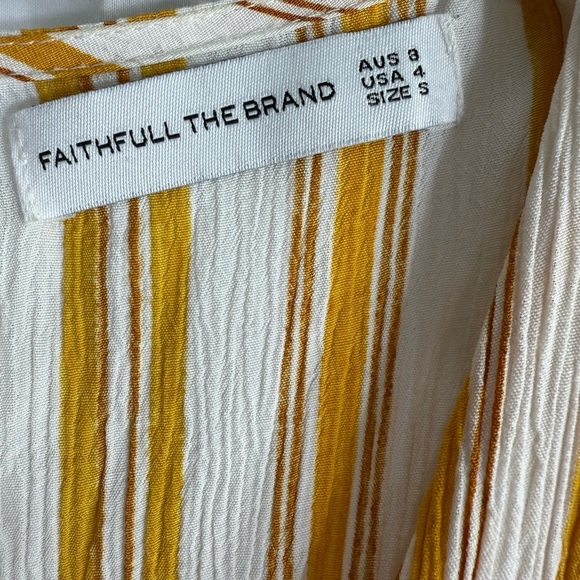 FAITHFULL THE BRAND
AUS 8
USA 4
SIZE S